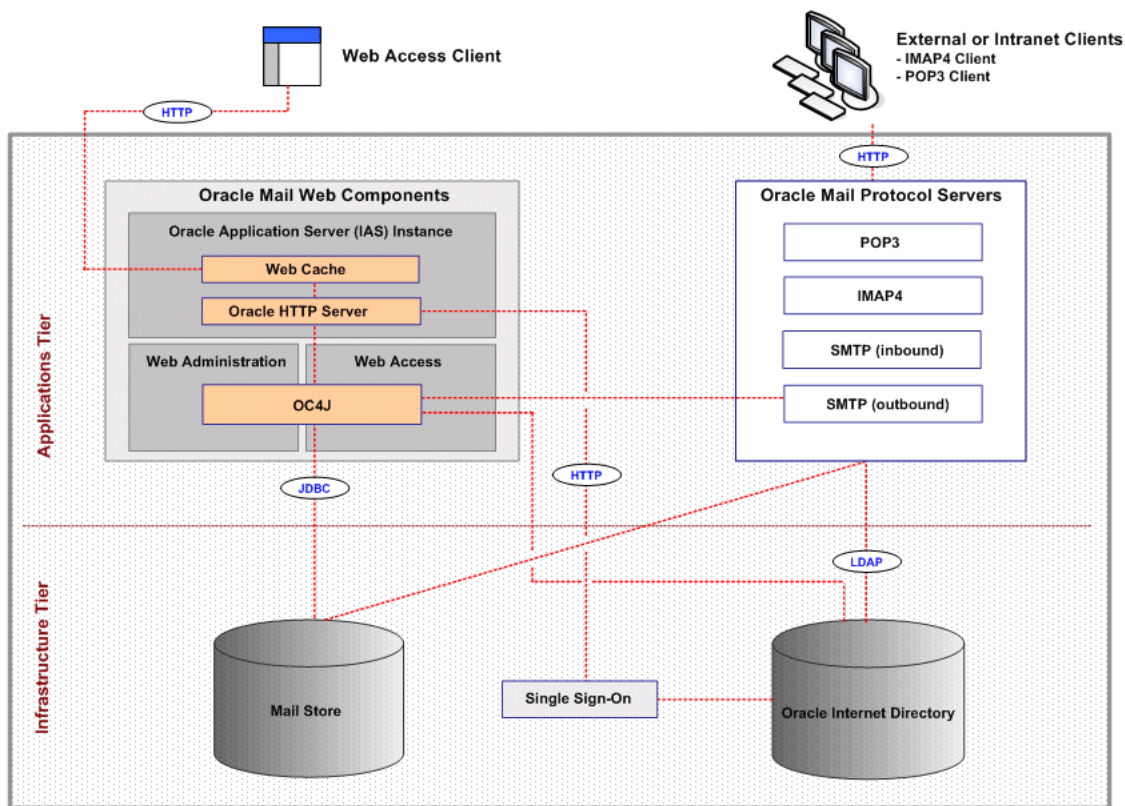 Web Access Client
External or Intranet Clients
- IMAP4 Client
- POP3 Client
HTTP
HTTP
Oracle Mail Web Components
Oracle Application Server (IAS) Instance
Web Cache
Oracle HTTP Server
Web Administration
Web Access
OC4J
Oracle Mail Protocol Servers
POP3
IMAP4
SMTP (inbound)
SMTP (outbound)
Applications Tier
JDBC
HTTP
LDAP
Infrastructure Tier
Mail Store
Single Sign-On
Oracle Internet Directory